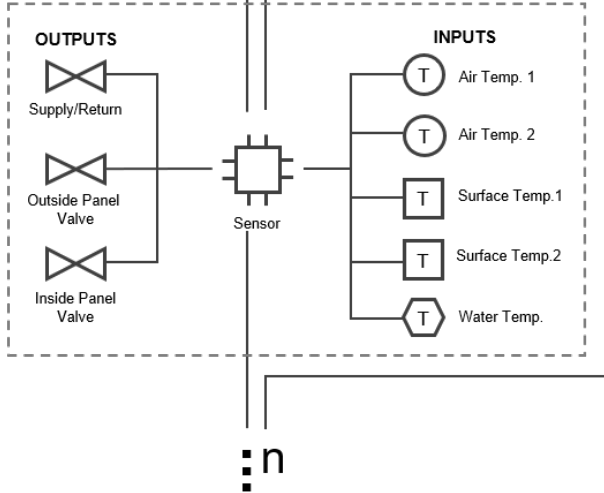 OUTPUTS
Supply/Return
Outside Panel
Valve
Inside Panel
Valve
Sensor
INPUTS
T Air Temp. 1
T Air Temp. 2
T Surface Temp.1
T Surface Temp.2
T Water Temp.
n